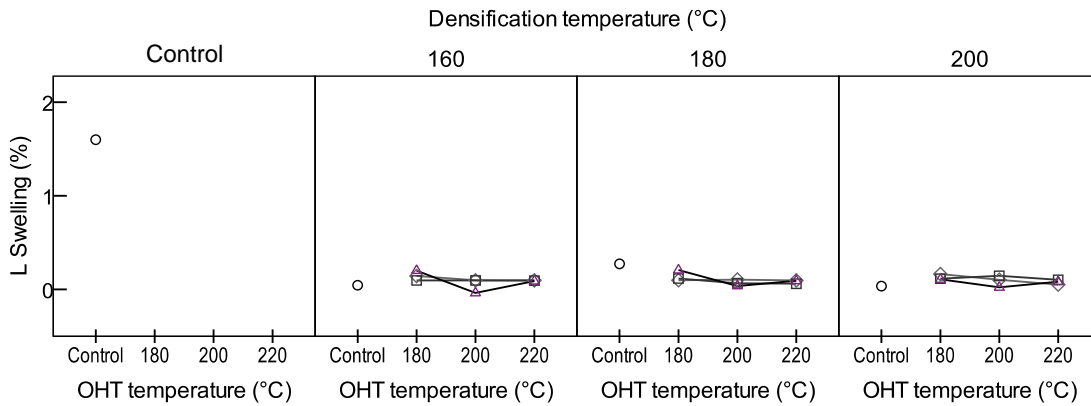 Densification temperature (°C)
Control 160 180 200
L Swelling (%)
2
1
0
Control 180 200 220 Control 180 200 220 Control 180 200 220 Control 180 200 220
OHT temperature (°C) OHT temperature (°C) OHT temperature (°C) OHT temperature (°C)